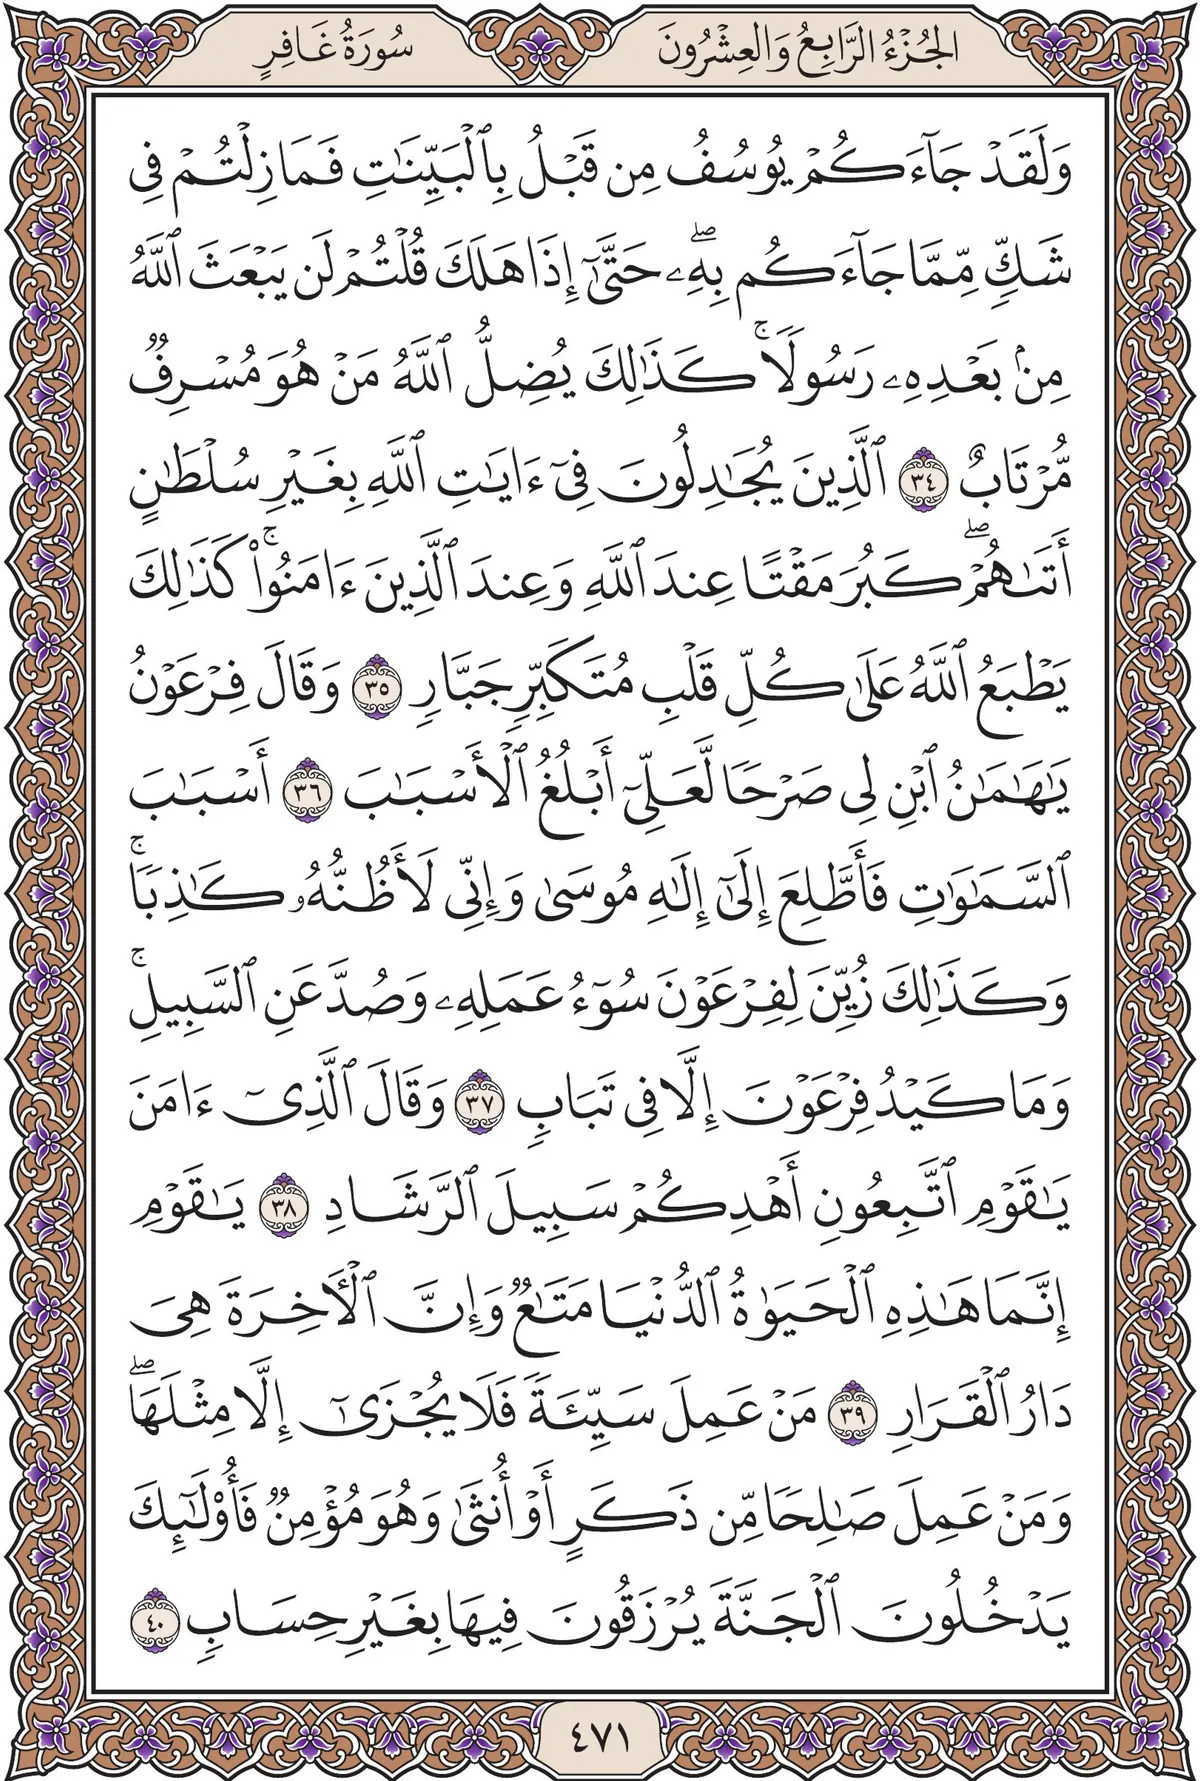 الجُزْءُ الرَّابِعُ وَالعِشْرُونَ
سُورَةُ غَافِرٍ
وَلَقَدْ جَآءَكُمْ يُوسُفُ مِن قَبْلُ بِٱلْبَيِّنَٰتِ فَمَا زِلْتُمْ فِى
شَكٍّ مِّمَّا جَآءَكُم بِهِۦۖ حَتَّىٰٓ إِذَا هَلَكَ قُلْتُمْ لَن يَبْعَثَ ٱللَّهُ
مِنۢ بَعْدِهِۦ رَسُولًاۚ كَذَٰلِكَ يُضِلُّ ٱللَّهُ مَنْ هُوَ مُسْرِفٌ
مُّرْتَابٌ ٣٤ ٱلَّذِينَ يُجَٰدِلُونَ فِىٓ ءَايَٰتِ ٱللَّهِ بِغَيْرِ سُلْطَٰنٍ
أَتَىٰهُمْۖ كَبُرَ مَقْتًا عِندَ ٱللَّهِ وَعِندَ ٱلَّذِينَ ءَامَنُوا۟ۚ كَذَٰلِكَ
يَطْبَعُ ٱللَّهُ عَلَىٰ كُلِّ قَلْبِ مُتَكَبِّرٍ جَبَّارٍ ٣٥ وَقَالَ فِرْعَوْنُ
يَٰهَٰمَٰنُ ٱبْنِ لِى صَرْحًا لَّعَلِّىٓ أَبْلُغُ ٱلْأَسْبَٰبَ ٣٦ أَسْبَٰبَ
ٱلسَّمَٰوَٰتِ فَأَطَّلِعَ إِلَىٰٓ إِلَٰهِ مُوسَىٰ وَإِنِّى لَأَظُنُّهُۥ كَٰذِبًاۚ
وَكَذَٰلِكَ زُيِّنَ لِفِرْعَوْنَ سُوٓءُ عَمَلِهِۦ وَصُدَّ عَنِ ٱلسَّبِيلِۚ
وَمَا كَيْدُ فِرْعَوْنَ إِلَّا فِى تَبَابٍ ٣٧ وَقَالَ ٱلَّذِىٓ ءَامَنَ
يَٰقَوْمِ ٱتَّبِعُونِ أَهْدِكُمْ سَبِيلَ ٱلرَّشَادِ ٣٨ يَٰقَوْمِ
إِنَّمَا هَٰذِهِ ٱلْحَيَوٰةُ ٱلدُّنْيَا مَتَٰعٌ وَإِنَّ ٱلْءَاخِرَةَ هِىَ
دَارُ ٱلْقَرَارِ ٣٩ مَنْ عَمِلَ سَيِّئَةً فَلَا يُجْزَىٰٓ إِلَّا مِثْلَهَاۖ
وَمَنْ عَمِلَ صَٰلِحًا مِّن ذَكَرٍ أَوْ أُنثَىٰ وَهُوَ مُؤْمِنٌ فَأُو۟لَٰٓئِكَ
يَدْخُلُونَ ٱلْجَنَّةَ يُرْزَقُونَ فِيهَا بِغَيْرِ حِسَابٍ ٤٠
٤٧١